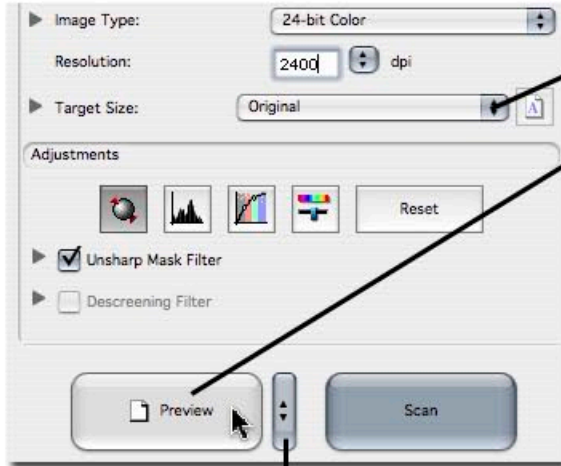 Image Type: 24-bit Color
Resolution: 2400 dpi
Target Size: Original A
Adjustments
Reset
Unsharp Mask Filter
Descreening Filter
Preview Scan